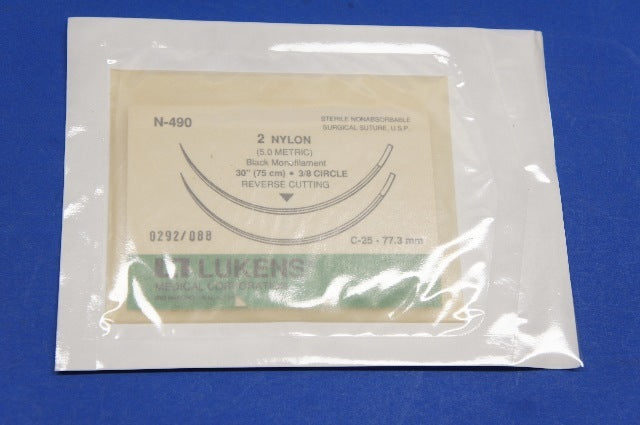 N-490
STERILE NONABSORBABLE
SURGICAL SUTURE, U.S.P.
2 NYLON
(5.0 METRIC)
Black Monofilament
30" (75 cm) • 3/8 CIRCLE
REVERSE CUTTING
0292/088
C-25 - 77.3 mm
LUKENS
MEDICAL CORPORATION